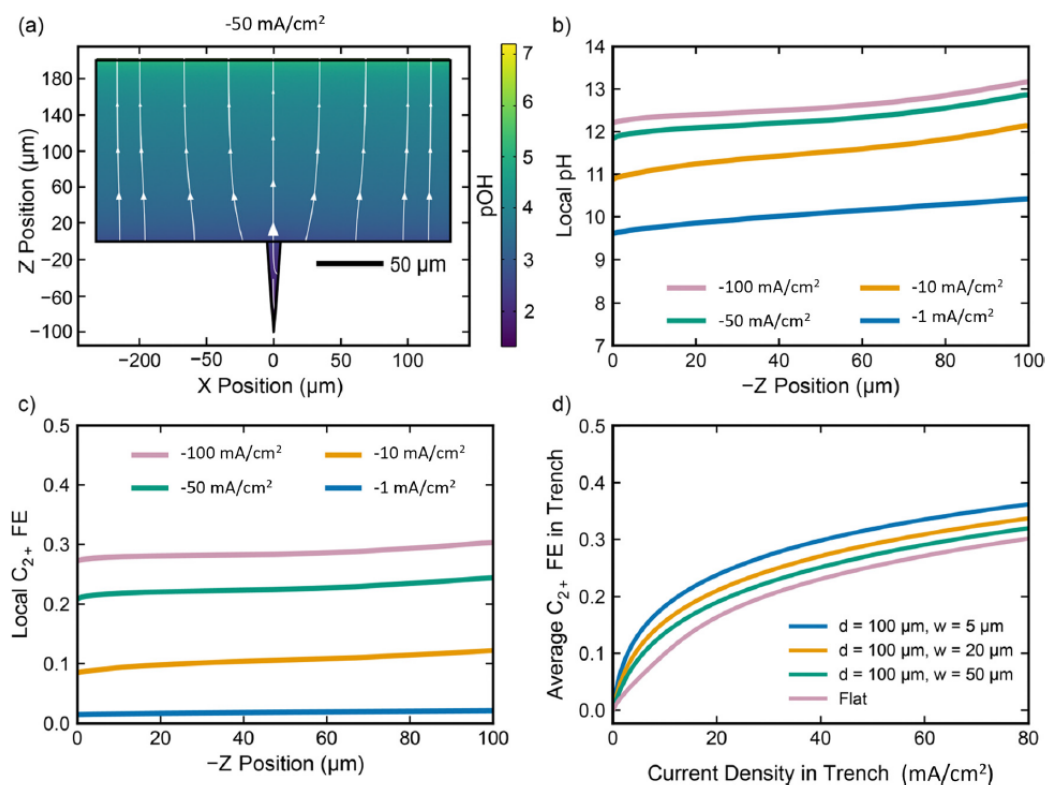 (a)
-50 mA/cm²
Z Position (µm)
180
140
100
60
20
−20
−60
−100
50 µm
−200
−50
0
50
100
X Position (µm)
7
6
5
4
3
2
pOH
b)
Local pH
14
13
12
11
10
9
8
7
-100 mA/cm²
-10 mA/cm²
-50 mA/cm²
-1 mA/cm²
0
20
40
60
80
100
−Z Position (µm)
c)
Local C₂₊ FE
0.5
0.4
0.3
0.2
0.1
0.0
-100 mA/cm²
-10 mA/cm²
-50 mA/cm²
-1 mA/cm²
0
20
40
60
80
100
−Z Position (µm)
d)
Average C₂₊ FE in Trench
0.5
0.4
0.3
0.2
0.1
0.0
d = 100 µm, w = 5 µm
d = 100 µm, w = 20 µm
d = 100 µm, w = 50 µm
Flat
0
20
40
60
80
Current Density in Trench (mA/cm²)